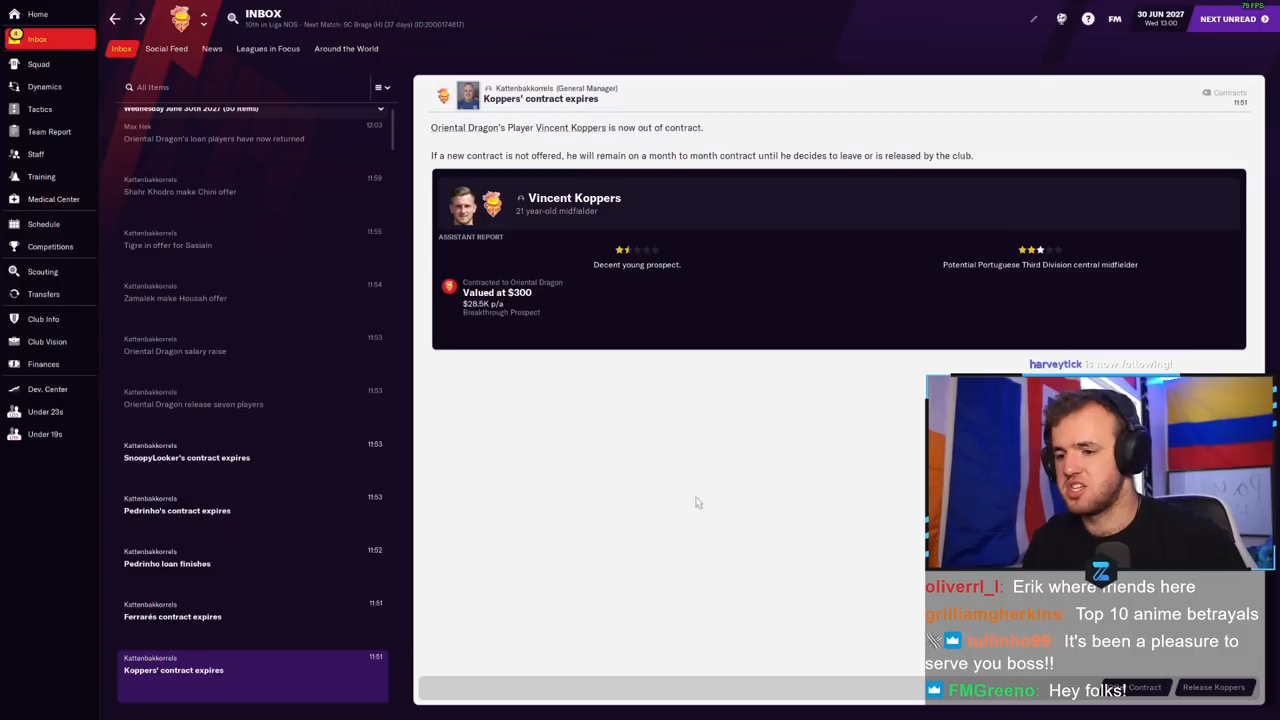 Home
INBOX
10th in Liga NOS - Next Match: SC Braga (H) (37 days) (ID:2000174617)
79 FPS
FM
30 JUN 2027
Wed 13:00
NEXT UNREAD
4
Inbox
Inbox
Social Feed
News
Leagues in Focus
Around the World
Squad
Dynamics
Tactics
Team Report
Staff
Training
Medical Center
Schedule
Competitions
Scouting
Transfers
Club Info
Club Vision
Finances
Dev. Center
Under 23s
Under 19s
All Items
Wednesday June 30th 2027 (50 items)
Max Hek
12:03
Oriental Dragon's loan players have now returned
Kattenbakkorrels
11:59
Shahr Khodro make Chini offer
Kattenbakkorrels
11:55
Tigre in offer for Sasiain
Kattenbakkorrels
11:54
Zamalek make Housah offer
Kattenbakkorrels
11:53
Oriental Dragon salary raise
Kattenbakkorrels
11:53
Oriental Dragon release seven players
Kattenbakkorrels
11:53
SnoopyLooker's contract expires
Kattenbakkorrels
11:53
Pedrinho's contract expires
Kattenbakkorrels
11:52
Pedrinho loan finishes
Kattenbakkorrels
11:51
Ferrarés contract expires
Kattenbakkorrels
11:51
Koppers' contract expires
Kattenbakkorrels (General Manager)
Koppers' contract expires
Contracts
11:51
Oriental Dragon's Player Vincent Koppers is now out of contract.
If a new contract is not offered, he will remain on a month to month contract until he decides to leave or is released by the club.
Vincent Koppers
21 year-old midfielder
ASSISTANT REPORT
Decent young prospect.
Potential Portuguese Third Division central midfielder
Contracted to Oriental Dragon
Valued at $300
$28.5K p/a
Breakthrough Prospect
harveytick is now following!
oliverrl_l: Erik where friends here
grilliamgherkins Top 10 anime betrayals
tullinho99: It's been a pleasure to
serve you boss!!
FMGreeno: Hey folks!
Contract
Release Koppers